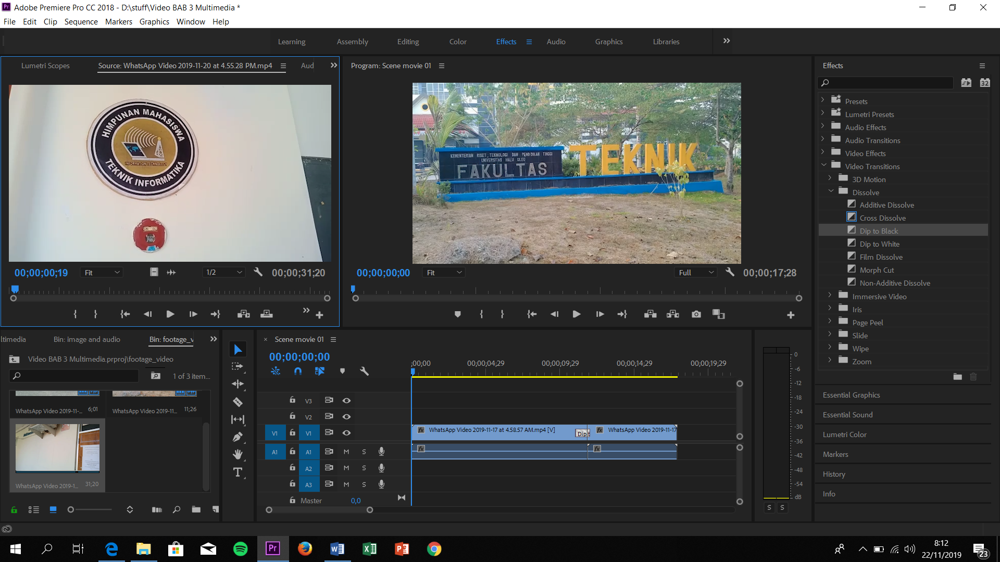 Adobe Premiere Pro CC 2018 - D:\stuff\Video BAB 3 Multimedia *
File Edit Clip Sequence Markers Graphics Window Help
Learning Assembly Editing Color Effects Audio Graphics Libraries
Lumetri Scopes Source: WhatsApp Video 2019-11-20 at 4.55.28 PM.mp4 Aud
HIMPUNAN MAHASISWA
INFORMATION TECHNOLOGY
TEKNIK INFORMATIKA
00;00;00;19 Fit 1/2 00;00;31;20
Program: Scene movie 01
KEMENTERIAN RISET, TEKNOLOGI DAN PENDIDIKAN TINGGI
UNIVERSITAS HALU OLEO
FAKULTAS TEKNIK
00;00;00;00 Fit Full 00;00;17;28
Effects
32
Presets
Lumetri Presets
Audio Effects
Audio Transitions
Video Effects
Video Transitions
3D Motion
Dissolve
Additive Dissolve
Cross Dissolve
Dip to Black
Dip to White
Film Dissolve
Morph Cut
Non-Additive Dissolve
Immersive Video
Iris
Page Peel
Slide
Wipe
Zoom
Essential Graphics
Essential Sound
Lumetri Color
Markers
History
Info
ltimedia Bin: image and audio Bin: footage_v
Video BAB 3 Multimedia.prproj\footage_video
1 of 3 item...
WhatsApp Video 2019-11-... 6;01 WhatsApp Video 2019-11... 11;26
WhatsApp Video 2019-1... 31;20
Scene movie 01
00;00;00;00
;00;00 00;00;04;29 00;00;09;29 00;00;14;29 00;00;19;29
V3
V2
V1 V1 fx WhatsApp Video 2019-11-17 at 4.58.57 AM.mp4 [V] Dip t fx WhatsApp Video 2019-11-17
A1 A1 M S fx fx
A2 M S
A3 M S
Master 0,0
0
-6
-12
-18
-24
-30
-36
-42
-48
-54
dB
S S
8:12
22/11/2019
23